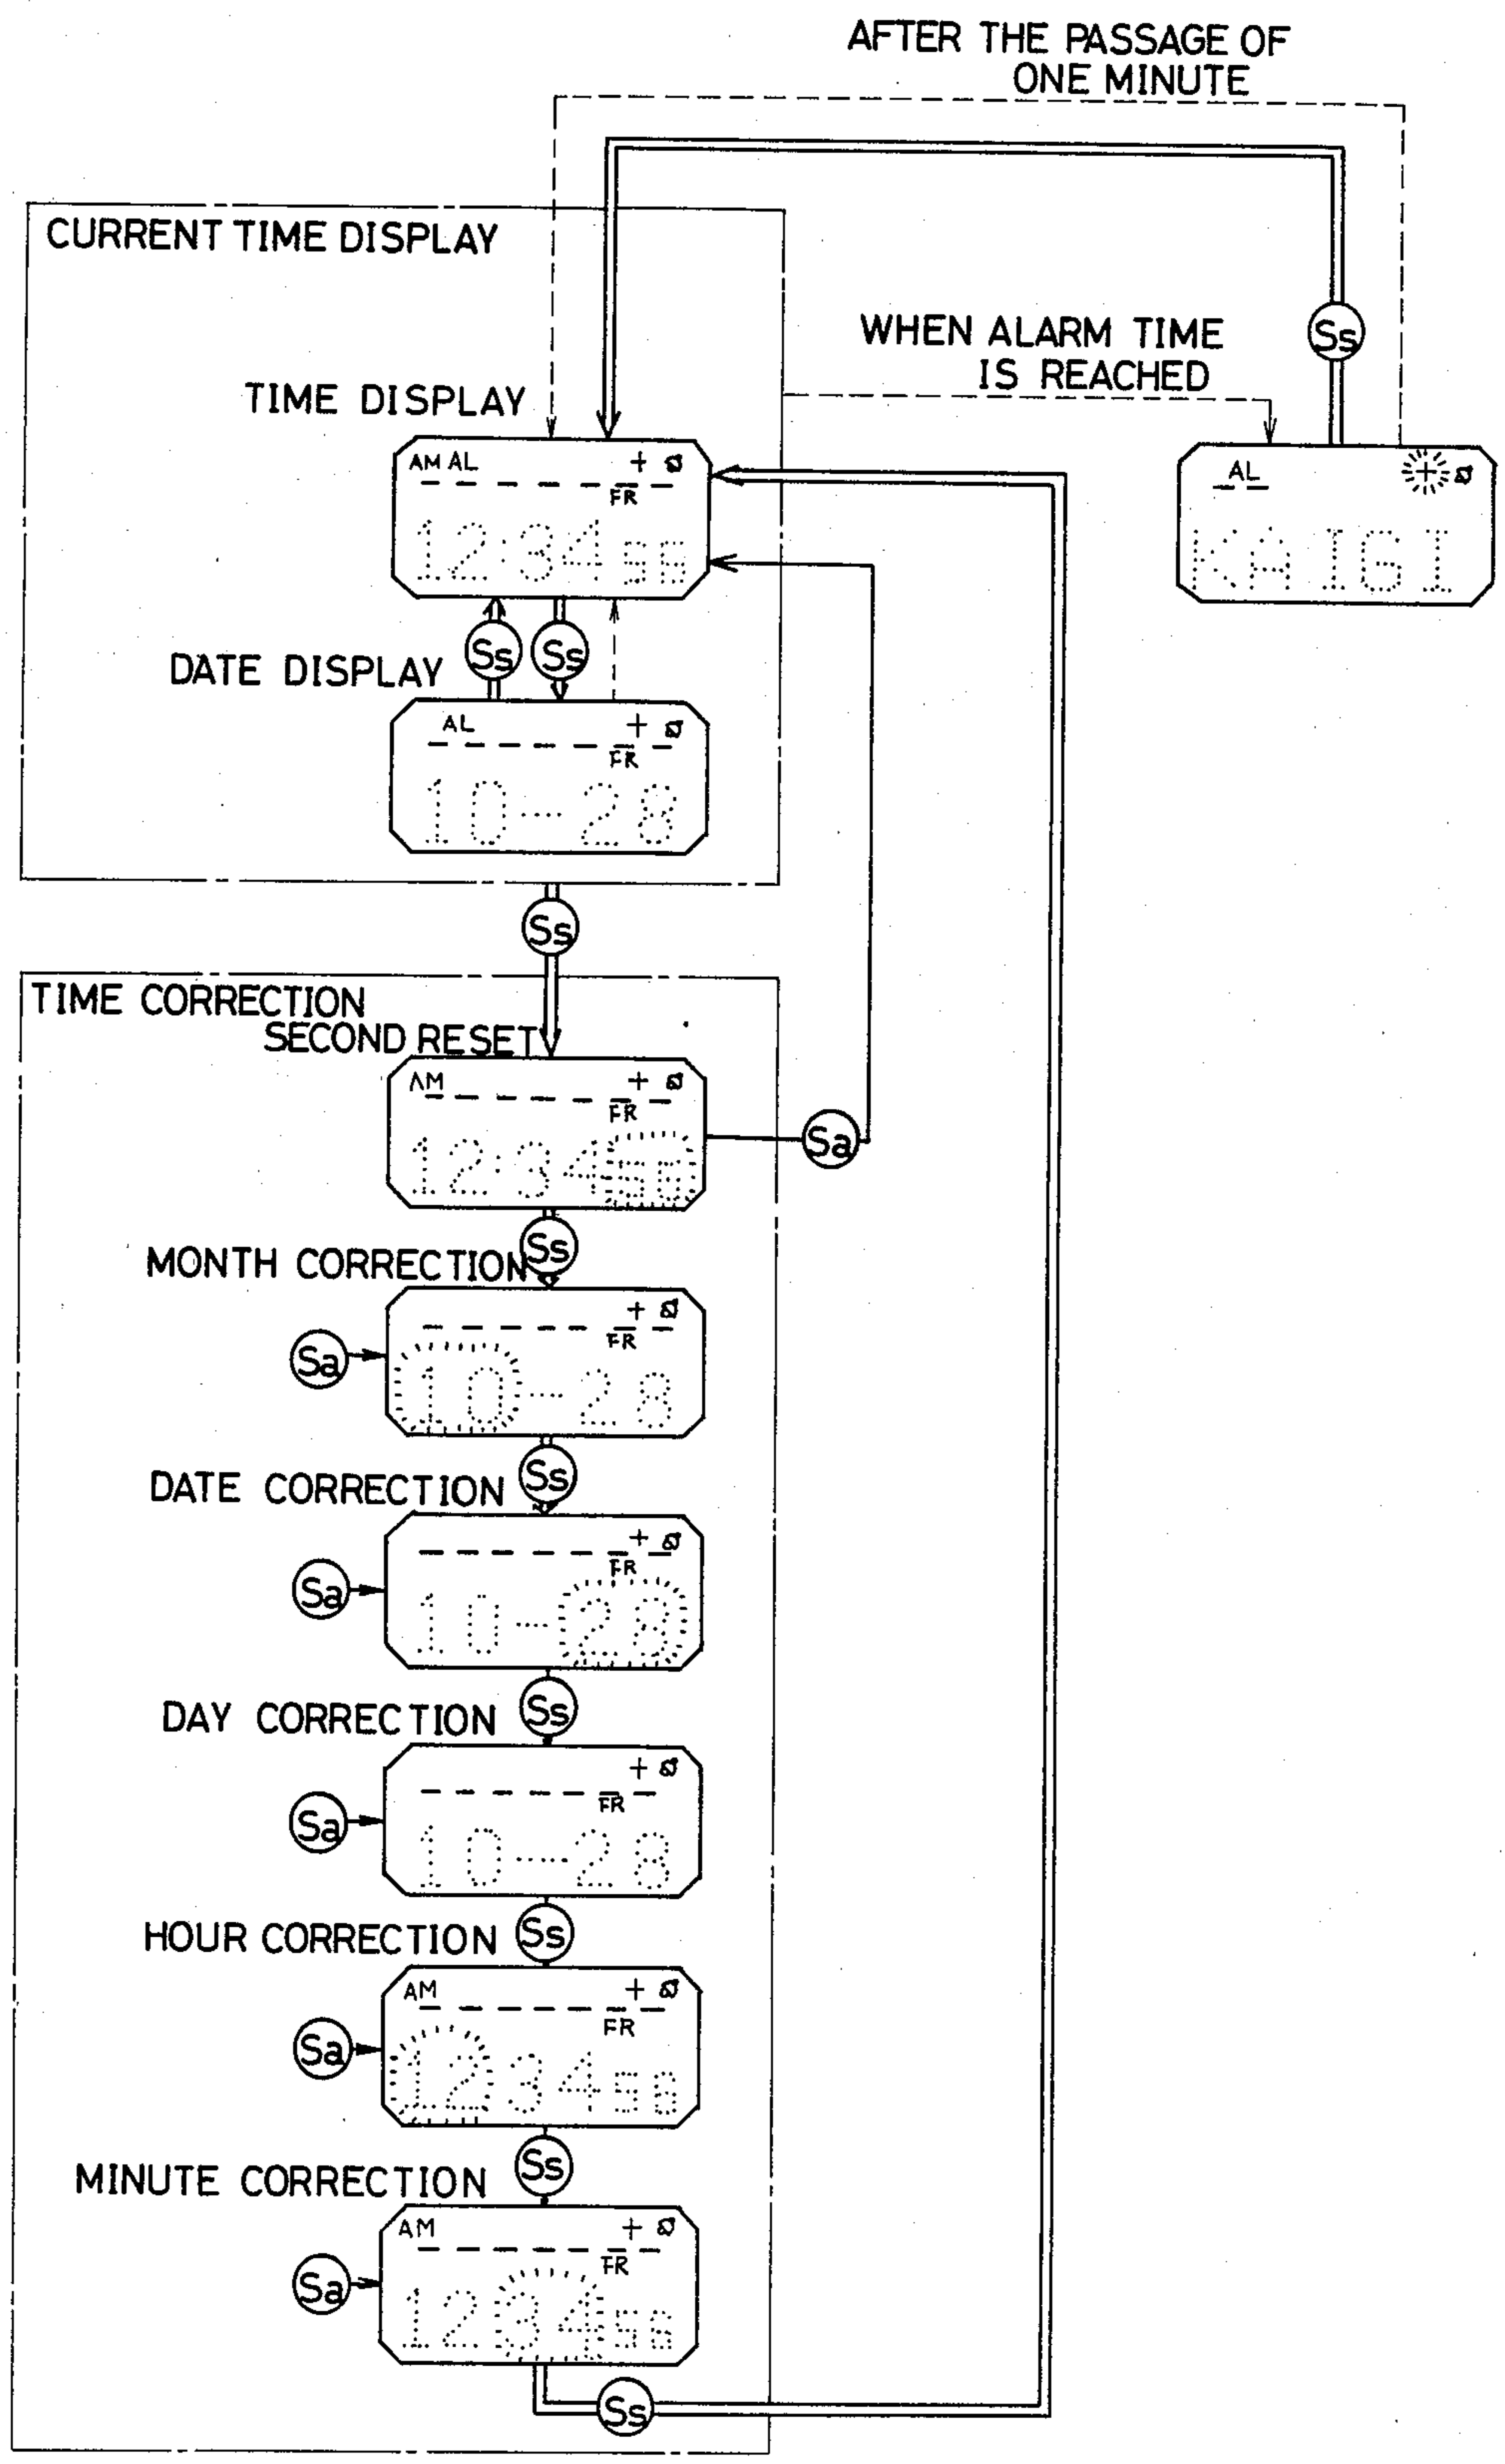 AFTER THE PASSAGE OF
ONE MINUTE
CURRENT TIME DISPLAY
WHEN ALARM TIME
IS REACHED
Ss
TIME DISPLAY
AM AL +
FR
12:34 56
AL +
KAIGI
Ss Ss
DATE DISPLAY
AL +
FR
10-28
Ss
TIME CORRECTION
SECOND RESET
AM +
FR
12:34 56
Sa
Ss
MONTH CORRECTION
+
FR
Sa
10-28
Ss
DATE CORRECTION
+
FR
Sa
10-28
Ss
DAY CORRECTION
+
FR
Sa
10-28
Ss
HOUR CORRECTION
AM +
FR
Sa
12 34 56
Ss
MINUTE CORRECTION
AM +
FR
Sa
12 34 56
Ss